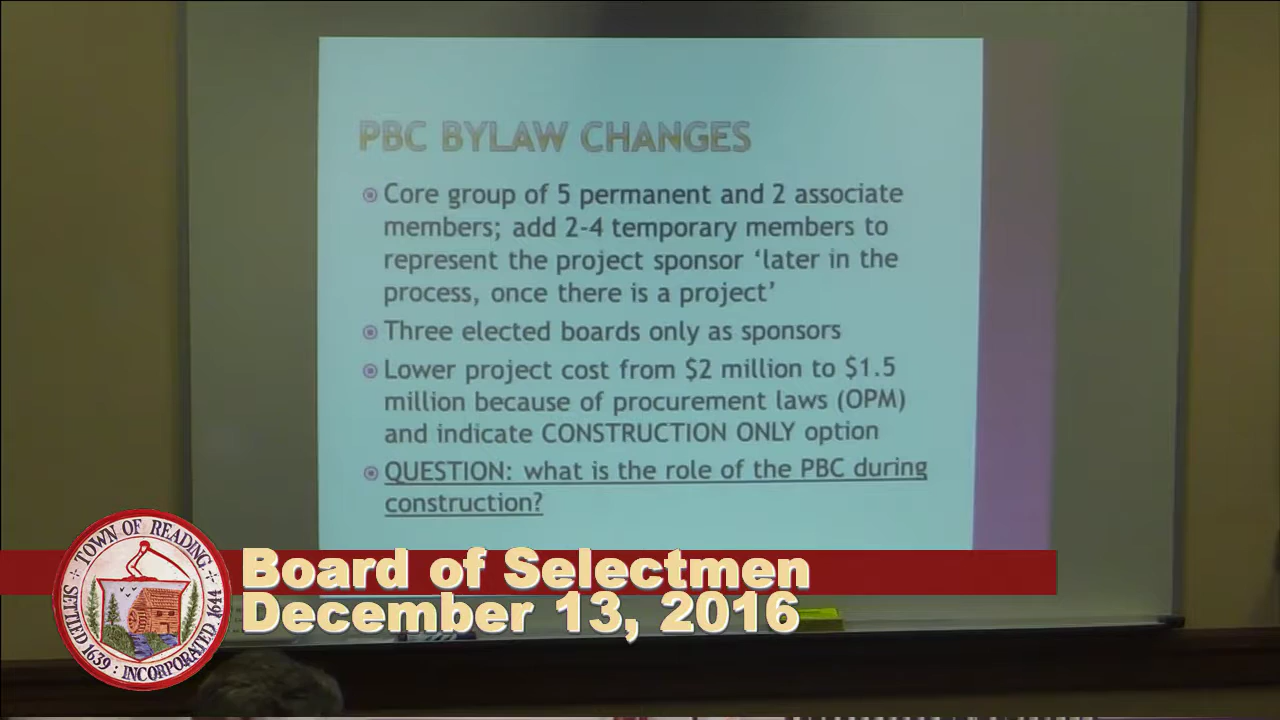 PBC BYLAW CHANGES
Core group of 5 permanent and 2 associate
members; add 2-4 temporary members to
represent the project sponsor ‘later in the
process, once there is a project’
Three elected boards only as sponsors
Lower project cost from $2 million to $1.5
million because of procurement laws (OPM)
and indicate CONSTRUCTION ONLY option
QUESTION: what is the role of the PBC during
construction?
TOWN OF READING
SETTLED 1639 : INCORPORATED 1644
Board of Selectmen
December 13, 2016